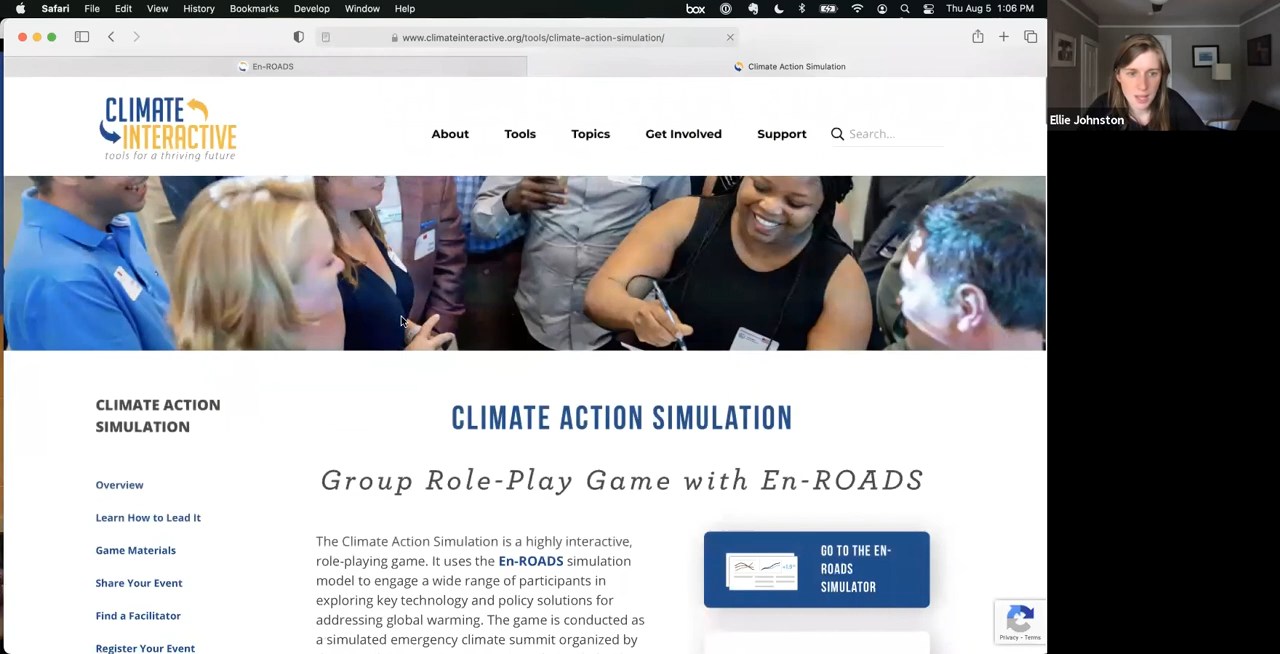 Safari File Edit View History Bookmarks Develop Window Help box Thu Aug 5 1:06 PM
www.climateinteractive.org/tools/climate-action-simulation/
En-ROADS Climate Action Simulation
Ellie Johnston
CLIMATE
INTERACTIVE
tools for a thriving future
About Tools Topics Get Involved Support Search...
CLIMATE ACTION
SIMULATION
Overview
Learn How to Lead It
Game Materials
Share Your Event
Find a Facilitator
Register Your Event
CLIMATE ACTION SIMULATION
Group Role-Play Game with En-ROADS
The Climate Action Simulation is a highly interactive,
role-playing game. It uses the En-ROADS simulation
model to engage a wide range of participants in
exploring key technology and policy solutions for
addressing global warming. The game is conducted as
a simulated emergency climate summit organized by
GO TO THE EN-
ROADS
SIMULATOR
Privacy - Terms